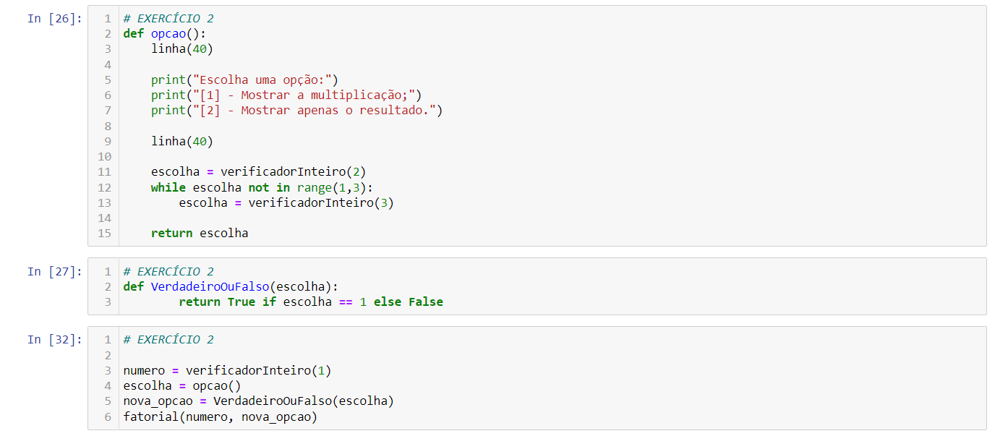 In [26]:
1 # EXERCÍCIO 2
2 def opcao():
3     linha(40)
4
5     print("Escolha uma opção:")
6     print("[1] - Mostrar a multiplicação;")
7     print("[2] - Mostrar apenas o resultado.")
8
9     linha(40)
10
11     escolha = verificadorInteiro(2)
12     while escolha not in range(1,3):
13         escolha = verificadorInteiro(3)
14
15     return escolha
In [27]:
1 # EXERCÍCIO 2
2 def VerdadeiroOuFalso(escolha):
3         return True if escolha == 1 else False
In [32]:
1 # EXERCÍCIO 2
2
3 numero = verificadorInteiro(1)
4 escolha = opcao()
5 nova_opcao = VerdadeiroOuFalso(escolha)
6 fatorial(numero, nova_opcao)